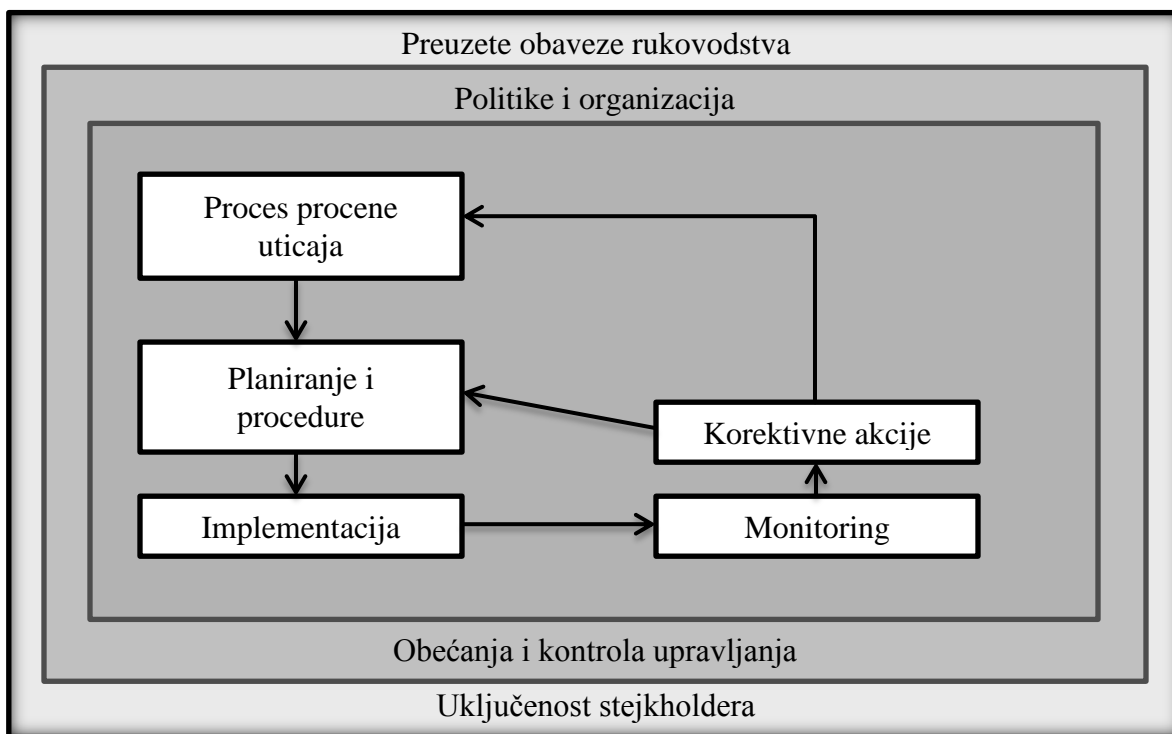 Preuzete obaveze rukovodstva
Politike i organizacija
Proces procene
uticaja
Planiranje i
procedure
Korektivne akcije
Implementacija
Monitoring
Obećanja i kontrola upravljanja
Uključenost stejkholdera